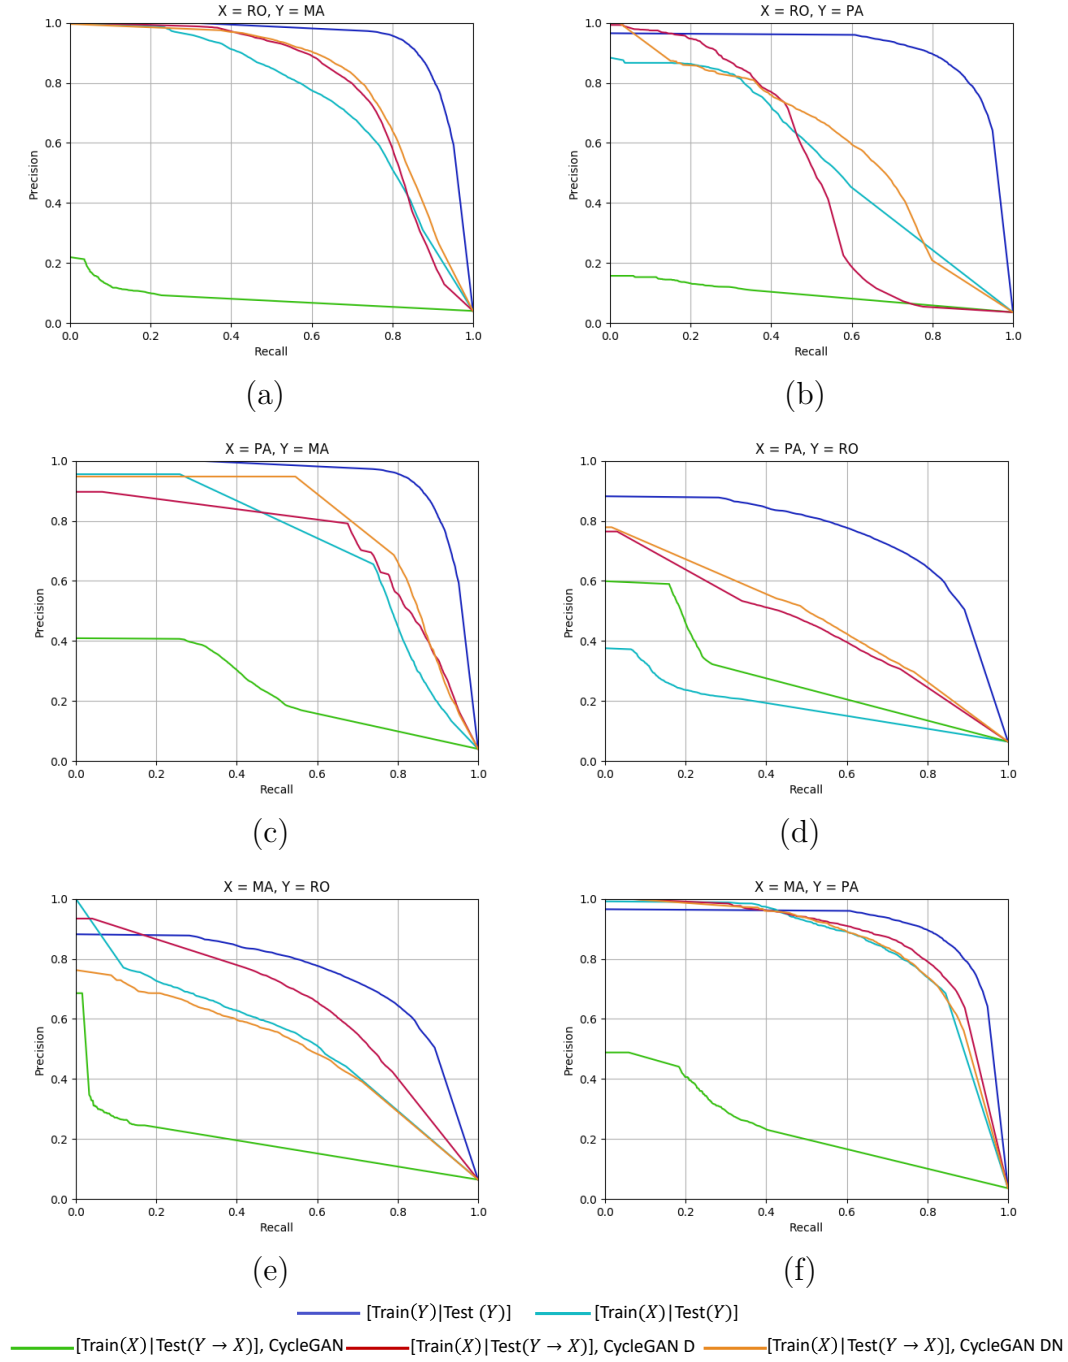 X = RO, Y = MA
1.0
0.8
0.6
0.4
0.2
0.0
Precision
0.0 0.2 0.4 0.6 0.8 1.0
Recall
(a)
X = RO, Y = PA
1.0
0.8
0.6
0.4
0.2
0.0
Precision
0.0 0.2 0.4 0.6 0.8 1.0
Recall
(b)
X = PA, Y = MA
1.0
0.8
0.6
0.4
0.2
0.0
Precision
0.0 0.2 0.4 0.6 0.8 1.0
Recall
(c)
X = PA, Y = RO
1.0
0.8
0.6
0.4
0.2
0.0
Precision
0.0 0.2 0.4 0.6 0.8 1.0
Recall
(d)
X = MA, Y = RO
1.0
0.8
0.6
0.4
0.2
0.0
Precision
0.0 0.2 0.4 0.6 0.8 1.0
Recall
(e)
X = MA, Y = PA
1.0
0.8
0.6
0.4
0.2
0.0
Precision
0.0 0.2 0.4 0.6 0.8 1.0
Recall
(f)
[Train(Y)|Test (Y)] [Train(X)|Test(Y)]
[Train(X)|Test(Y → X)], CycleGAN [Train(X)|Test(Y → X)], CycleGAN D [Train(X)|Test(Y → X)], CycleGAN DN